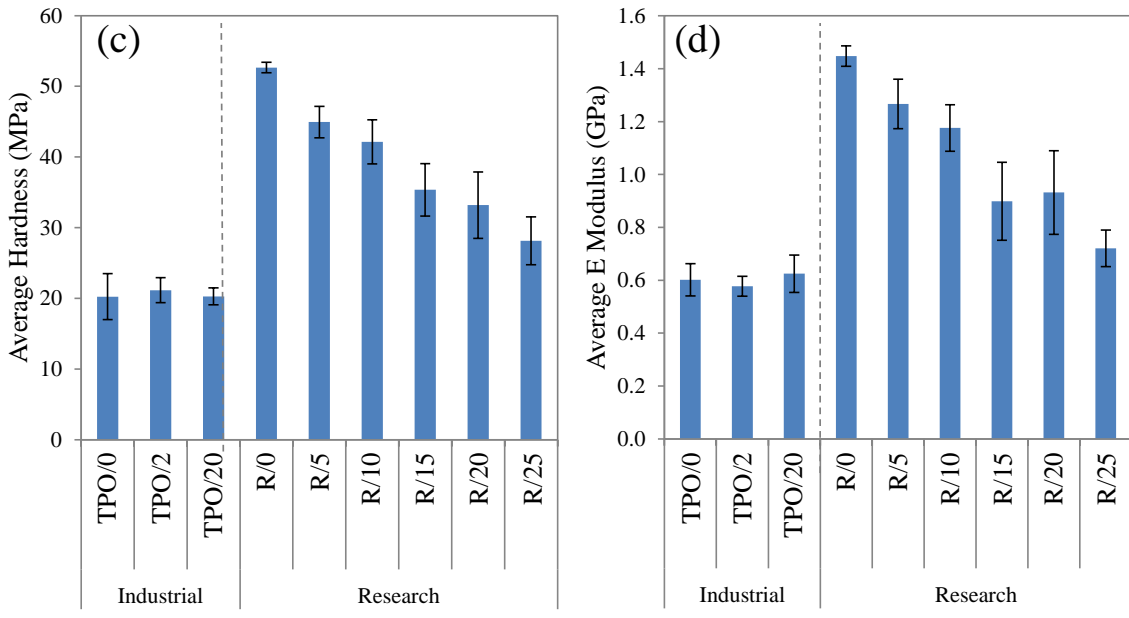 (c)
Average Hardness (MPa)
60
50
40
30
20
10
0
TPO/0
TPO/2
TPO/20
R/0
R/5
R/10
R/15
R/20
R/25
Industrial
Research
(d)
Average E Modulus (GPa)
1.6
1.4
1.2
1.0
0.8
0.6
0.4
0.2
0.0
TPO/0
TPO/2
TPO/20
R/0
R/5
R/10
R/15
R/20
R/25
Industrial
Research